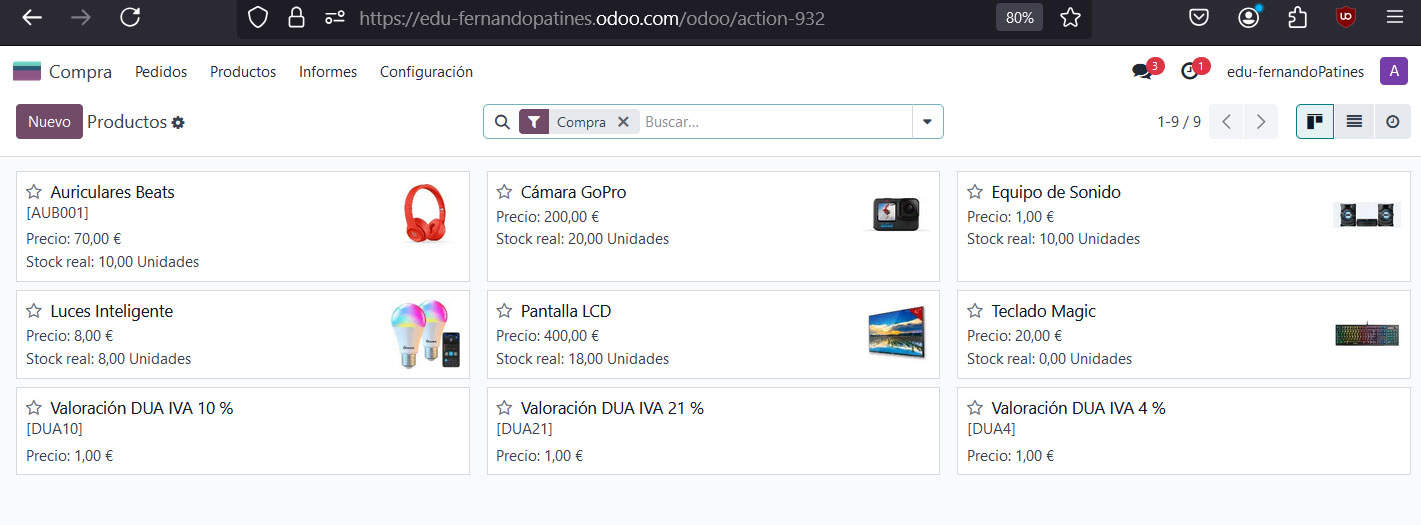 https://edu-fernandopatines.odoo.com/odoo/action-932
80%
Compra Pedidos Productos Informes Configuración
3 1 edu-fernandoPatines A
Nuevo Productos Compra Buscar... 1-9 / 9
Auriculares Beats
[AUB001]
Precio: 70,00 €
Stock real: 10,00 Unidades
Cámara GoPro
Precio: 200,00 €
Stock real: 20,00 Unidades
Equipo de Sonido
Precio: 1,00 €
Stock real: 10,00 Unidades
Luces Inteligente
Precio: 8,00 €
Stock real: 8,00 Unidades
Pantalla LCD
Precio: 400,00 €
Stock real: 18,00 Unidades
Teclado Magic
Precio: 20,00 €
Stock real: 0,00 Unidades
Valoración DUA IVA 10 %
[DUA10]
Precio: 1,00 €
Valoración DUA IVA 21 %
[DUA21]
Precio: 1,00 €
Valoración DUA IVA 4 %
[DUA4]
Precio: 1,00 €